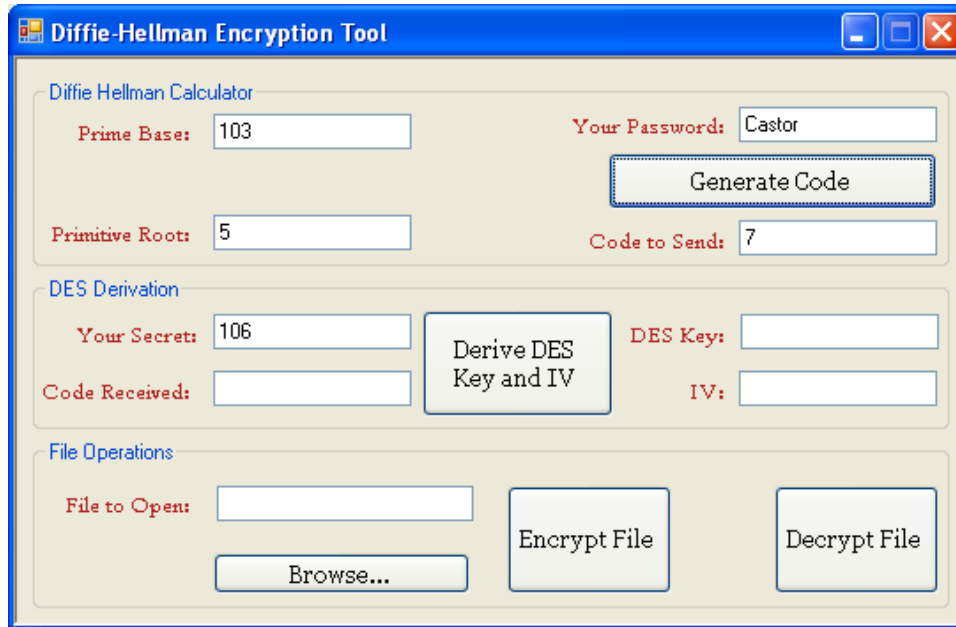 Diffie-Hellman Encryption Tool
Diffie Hellman Calculator
Prime Base: 103
Your Password: Castor
Generate Code
Primitive Root: 5
Code to Send: 7
DES Derivation
Your Secret: 106
Derive DES
Key and IV
DES Key:
Code Received:
IV:
File Operations
File to Open:
Encrypt File
Decrypt File
Browse...